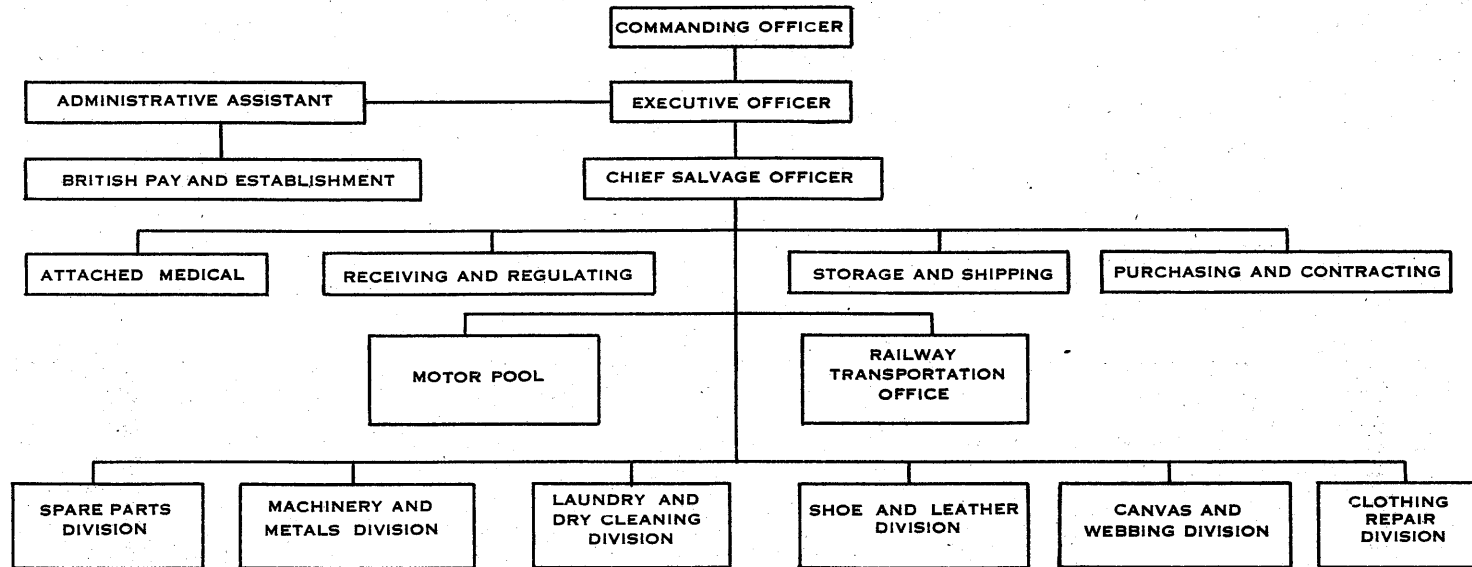 COMMANDING OFFICER
ADMINISTRATIVE ASSISTANT
EXECUTIVE OFFICER
BRITISH PAY AND ESTABLISHMENT
CHIEF SALVAGE OFFICER
ATTACHED MEDICAL
RECEIVING AND REGULATING
STORAGE AND SHIPPING
PURCHASING AND CONTRACTING
MOTOR POOL
RAILWAY
TRANSPORTATION
OFFICE
SPARE PARTS
DIVISION
MACHINERY AND
METALS DIVISION
LAUNDRY AND
DRY CLEANING
DIVISION
SHOE AND LEATHER
DIVISION
CANVAS AND
WEBBING DIVISION
CLOTHING
REPAIR
DIVISION